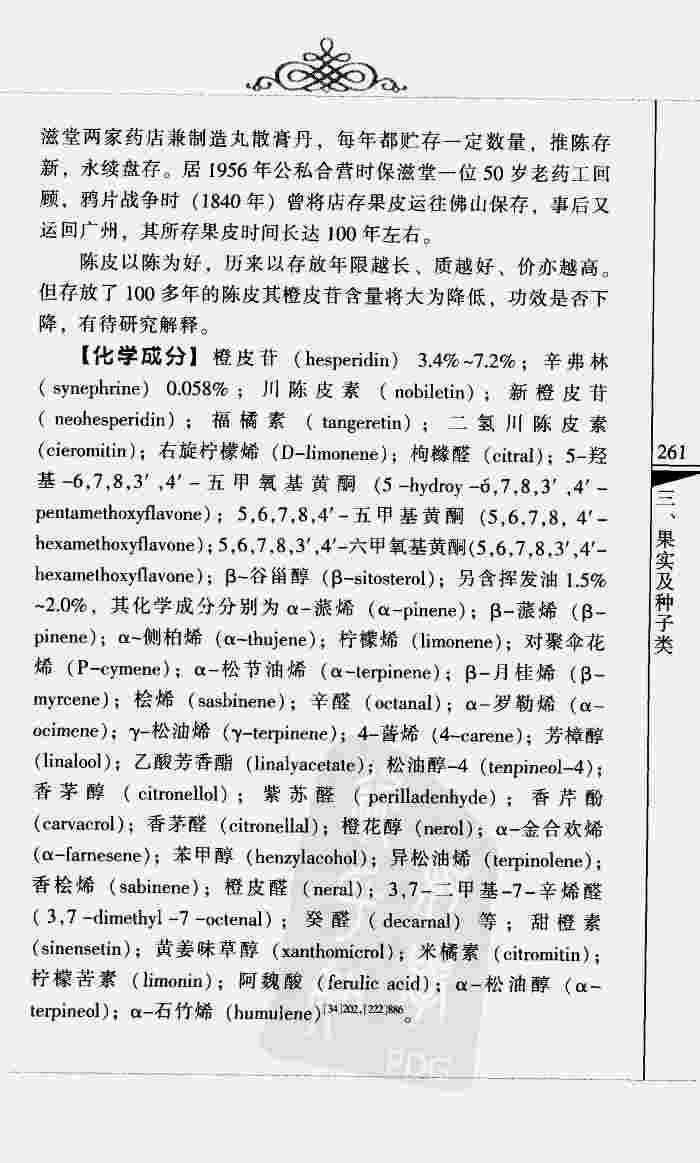 滋堂两家药店兼制造丸散膏丹，每年都贮存一定数量，推陈存
新，永续盘存。居 1956 年公私合营时保滋堂一位 50 岁老药工回
顾，鸦片战争时（1840 年）曾将店存果皮运往佛山保存，事后又
运回广州，其所存果皮时间长达 100 年左右。
陈皮以陈为好，历来以存放年限越长、质越好、价亦越高。
但存放了 100 多年的陈皮其橙皮苷含量将大为降低，功效是否下
降，有待研究解释。
【化学成分】橙皮苷（hesperidin）3.4%~7.2%；辛弗林
（synephrine）0.058%；川陈皮素（nobiletin）；新橙皮苷
（neohesperidin）；福橘素（tangeretin）；二氢川陈皮素
(cieromitin)；右旋柠檬烯（D-limonene)；枸橼醛（citral)；5-羟
基-6,7,8,3′,4′-五甲氧基黄酮（5-hydroy-6,7,8,3′,4′-
pentamethoxyflavone)；5,6,7,8,4′-五甲基黄酮（5,6,7,8, 4′-
hexamethoxyflavone)；5,6,7,8,3′,4′-六甲氧基黄酮(5,6,7,8,3′,4′-
hexamethoxyflavone)；β~谷甾醇（β-sitosterol)；另含挥发油 1.5%
~2.0%，其化学成分分别为 α-蒎烯（α-pinene)；β-蒎烯（β-
pinene)；α~侧柏烯（α~thujene)；柠檬烯（limonene)；对聚伞花
烯（P-cymene)；α-松节油烯（α-terpinene)；β-月桂烯（β-
myrcene)；桧烯（sasbinene)；辛醛（octanal)；α-罗勒烯（α-
ocimene)；γ-松油烯（γ-terpinene)；4-蒈烯（4-carene)；芳樟醇
(linalool)；乙酸芳香酯（linalyacetate)；松油醇-4（tenpineol-4)；
香茅醇（citronellol)；紫苏醛（perilladenhyde)；香芹酚
(carvacrol)；香茅醛（citronellal)；橙花醇（nerol)；α-金合欢烯
(α-farnesene)；苯甲醇（henzylacohol)；异松油烯（terpinolene)；
香桧烯（sabinene)；橙皮醛（neral)；3,7-二甲基-7-辛烯醛
（3,7-dimethyl-7-octenal)；癸醛（decarnal）等；甜橙素
(sinensetin)；黄姜味草醇（xanthomicrol)；米橘素（citromitin)；
柠檬苦素（limonin)；阿魏酸（ferulic acid)；α-松油醇（α~
terpineol)；α-石竹烯（humulene)[34]202,[222]886。
261
三、果实及种子类
PDG